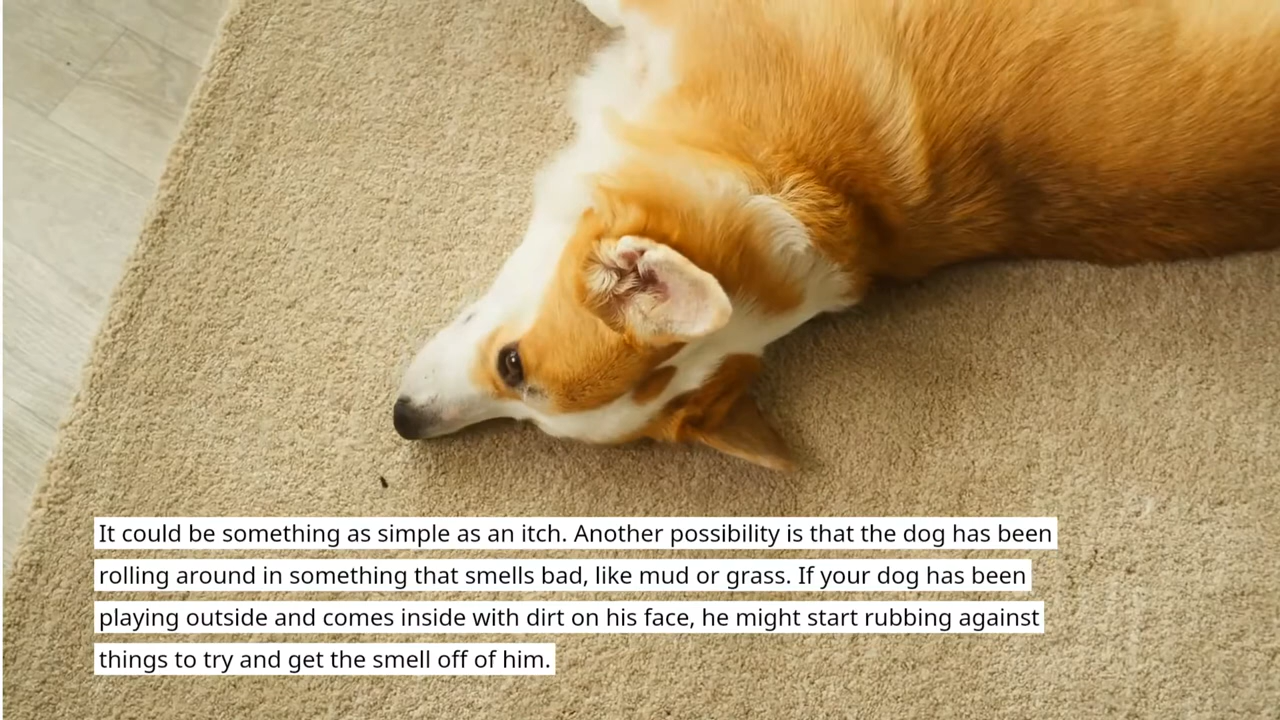 It could be something as simple as an itch. Another possibility is that the dog has been
rolling around in something that smells bad, like mud or grass. If your dog has been
playing outside and comes inside with dirt on his face, he might start rubbing against
things to try and get the smell off of him.